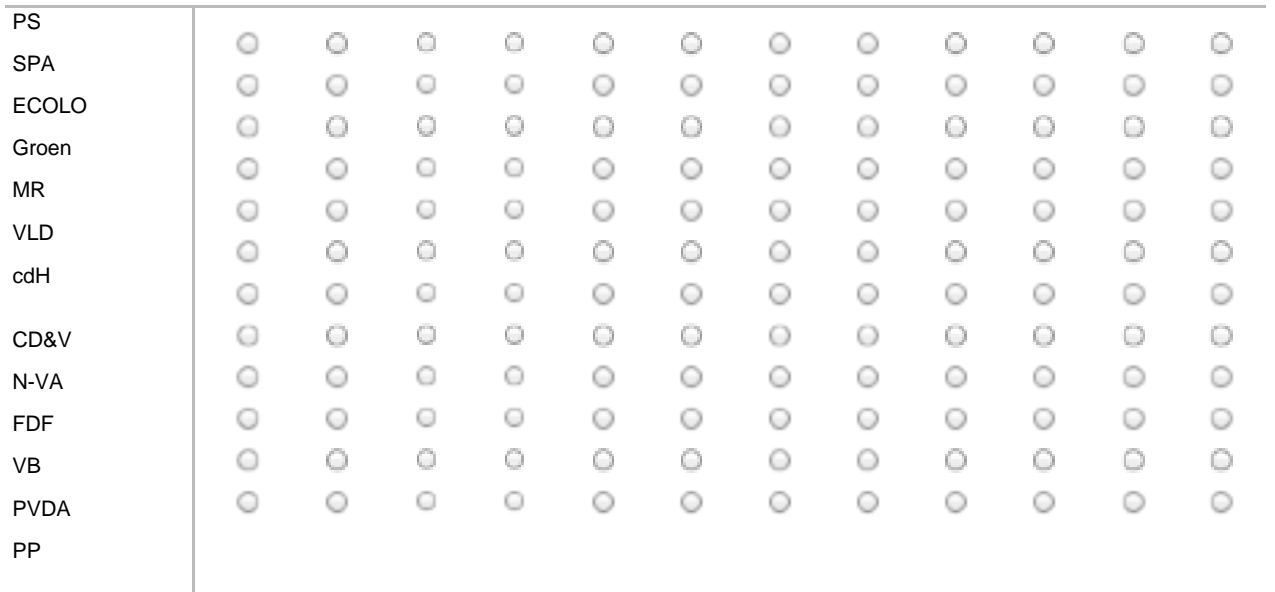 PS
SPA
ECOLO
Groen
MR
VLD
cdH
CD&V
N-VA
FDF
VB
PVDA
PP